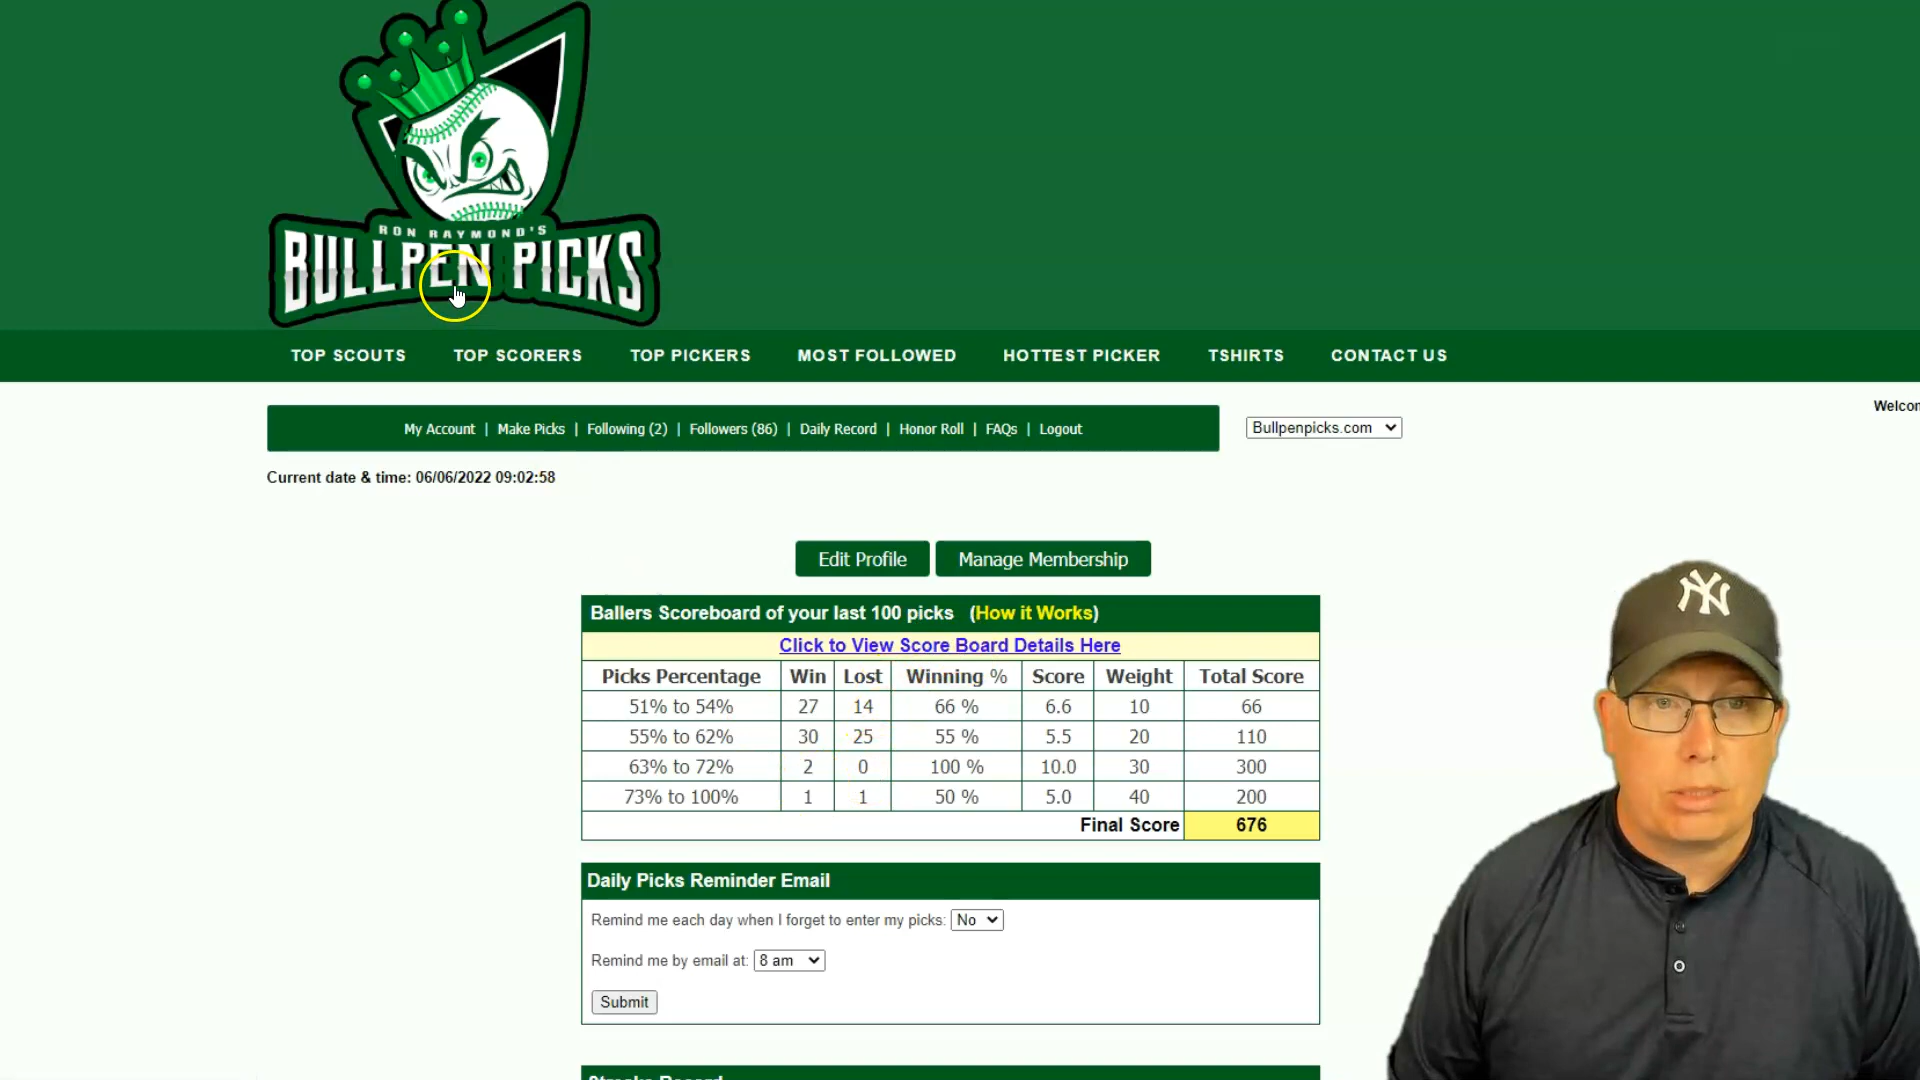 RON RAYMOND'S
BULLPEN PICKS
TOP SCOUTS TOP SCORERS TOP PICKERS MOST FOLLOWED HOTTEST PICKER TSHIRTS CONTACT US
My Account | Make Picks | Following (2) | Followers (86) | Daily Record | Honor Roll | FAQs | Logout
Bullpenpicks.com
Current date & time: 06/06/2022 09:02:58
Edit Profile Manage Membership
Ballers Scoreboard of your last 100 picks (How it Works)
Click to View Score Board Details Here
Picks Percentage Win Lost Winning % Score Weight Total Score
51% to 54% 27 14 66 % 6.6 10 66
55% to 62% 30 25 55 % 5.5 20 110
63% to 72% 2 0 100 % 10.0 30 300
73% to 100% 1 1 50 % 5.0 40 200
Final Score 676
NY
Daily Picks Reminder Email
Remind me each day when I forget to enter my picks: No
Remind me by email at: 8 am
Submit